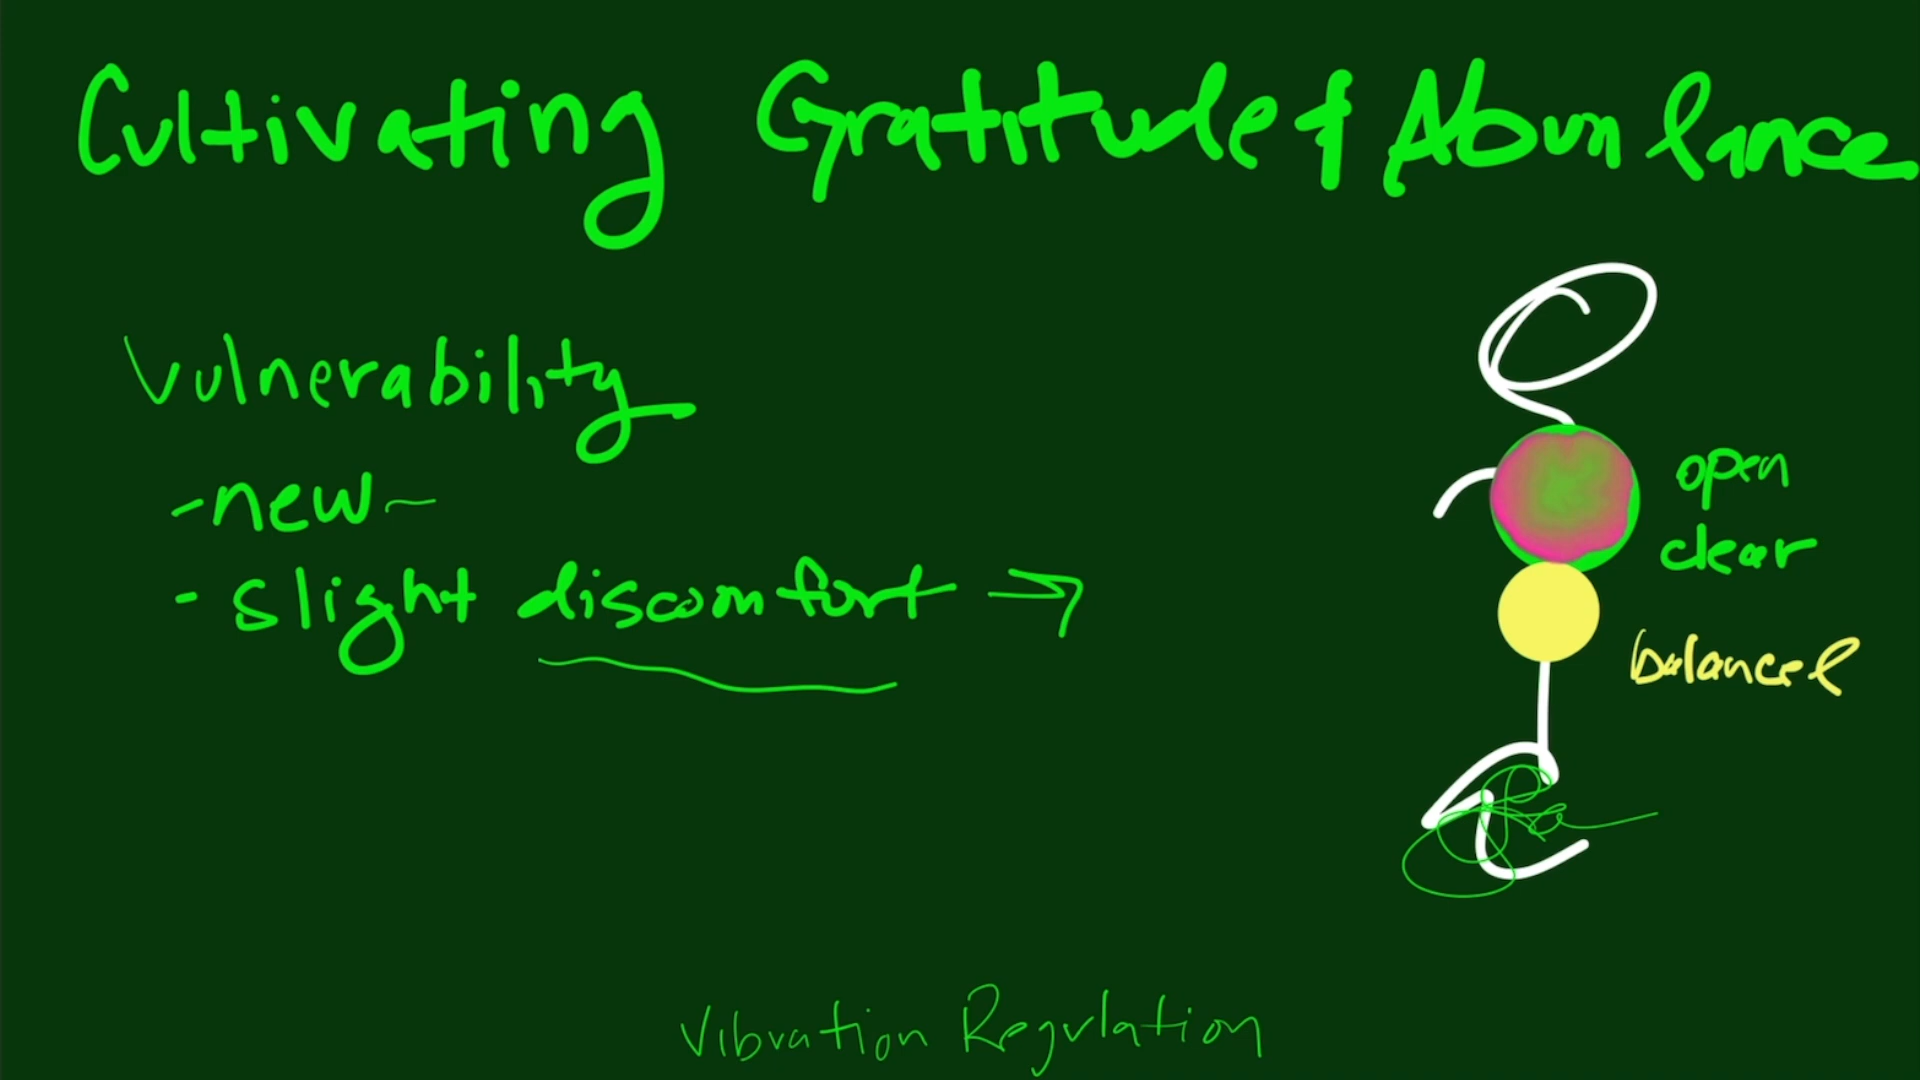 Cultivating Gratitude & Abundance
Vulnerability
-new~
- slight discomfort →
open
clear
balanced
Vibration Regulation